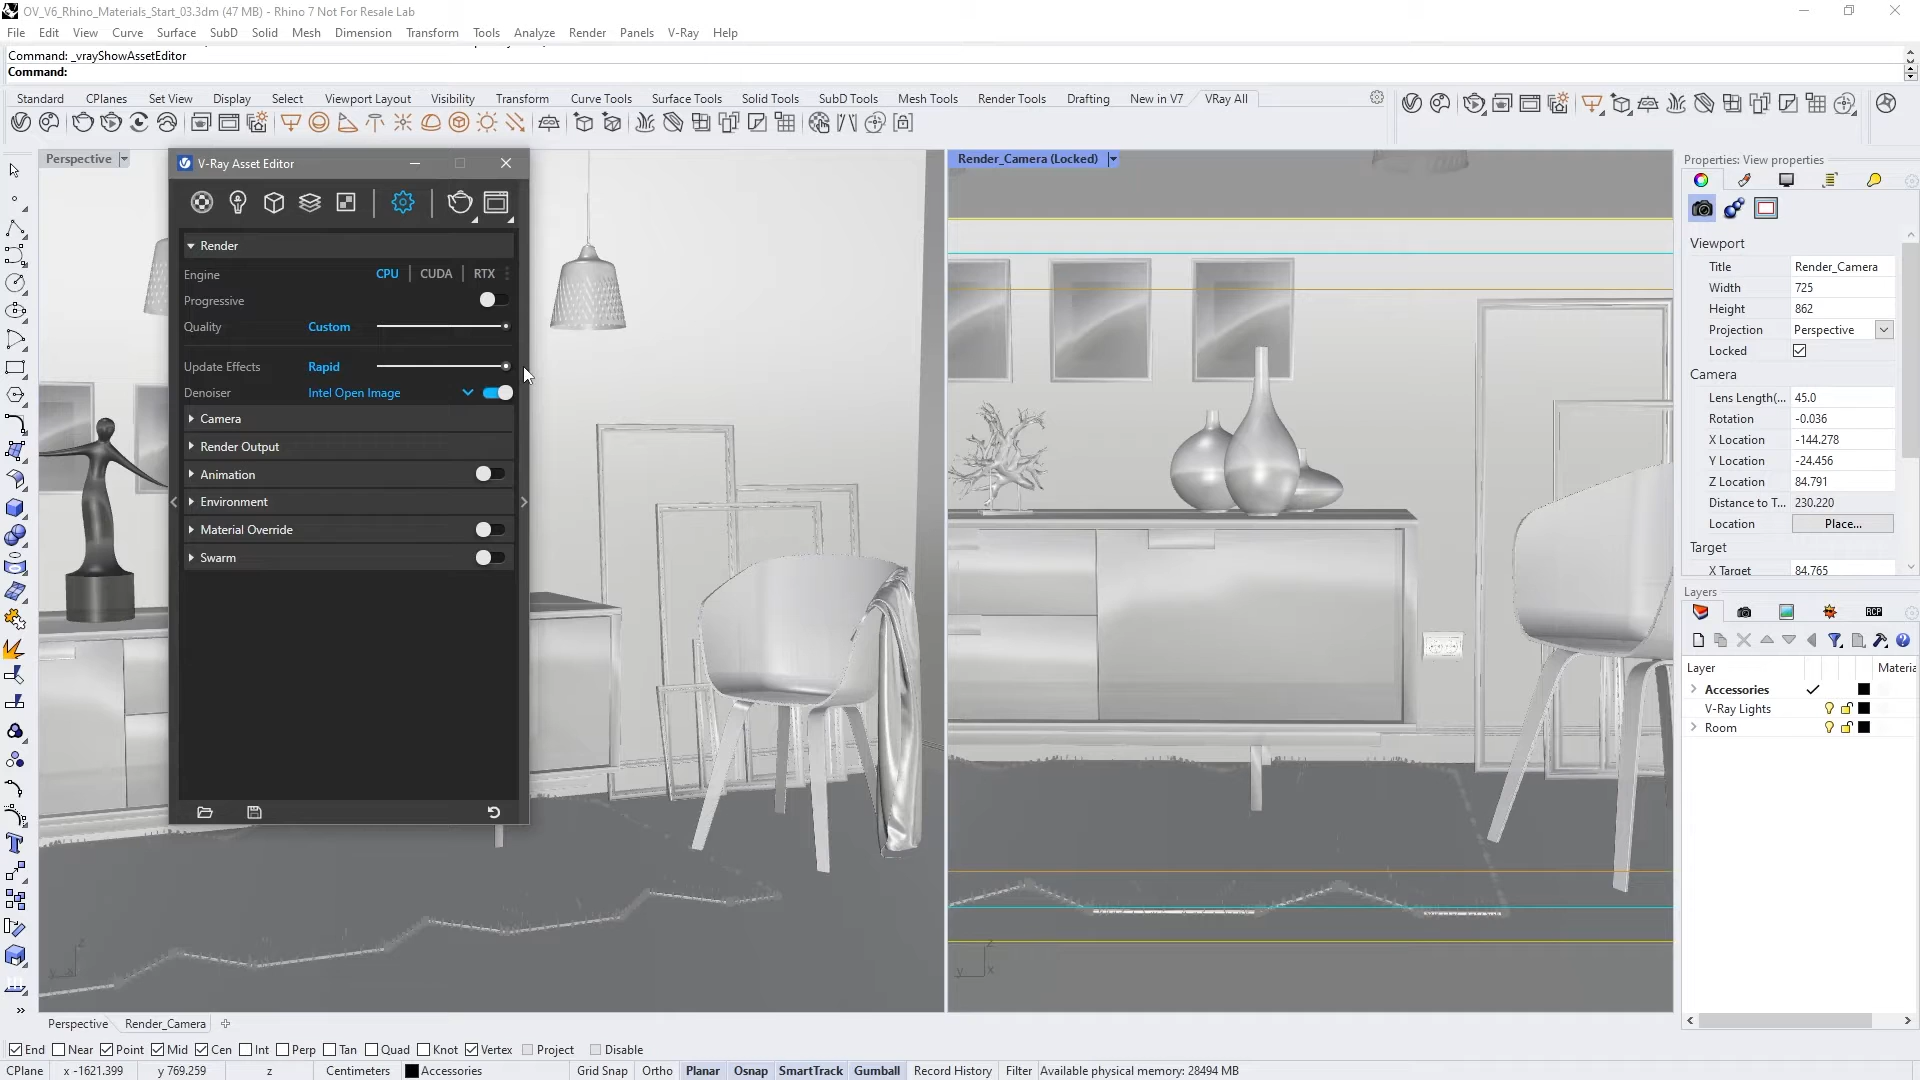 OV_V6_Rhino_Materials_Start_03.3dm (47 MB) - Rhino 7 Not For Resale Lab
File Edit View Curve Surface SubD Solid Mesh Dimension Transform Tools Analyze Render Panels V-Ray Help
Command: _vrayShowAssetEditor
Command:
Standard CPlanes Set View Display Select Viewport Layout Visibility Transform Curve Tools Surface Tools Solid Tools SubD Tools Mesh Tools Render Tools Drafting New in V7 VRay All
Perspective
V-Ray Asset Editor
Render
Engine CPU CUDA RTX
Progressive
Quality Custom
Update Effects Rapid
Denoiser Intel Open Image
Camera
Render Output
Animation
Environment
Material Override
Swarm
Render_Camera (Locked)
Properties: View properties
Viewport
Title Render_Camera
Width 725
Height 862
Projection Perspective
Locked
Camera
Lens Length(... 45.0
Rotation -0.036
X Location -144.278
Y Location -24.456
Z Location 84.791
Distance to T... 230.220
Location Place...
Target
X Target 84.765
Layers
RCP
Layer Materia
Accessories
V-Ray Lights
Room
z
y x
Perspective Render_Camera
End Near Point Mid Cen Int Perp Tan Quad Knot Vertex Project Disable
CPlane x -1621.399 y 769.259 z Centimeters Accessories Grid Snap Ortho Planar Osnap SmartTrack Gumball Record History Filter Available physical memory: 28494 MB